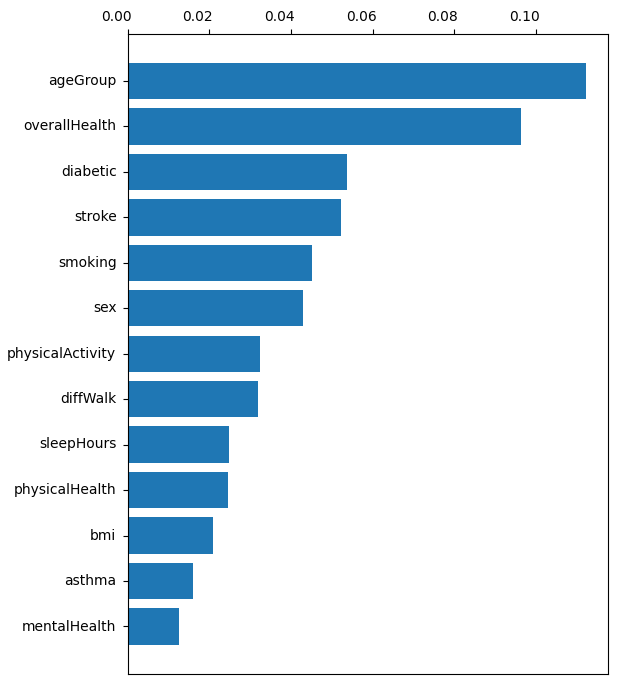 0.00 0.02 0.04 0.06 0.08 0.10
ageGroup
overallHealth
diabetic
stroke
smoking
sex
physicalActivity
diffWalk
sleepHours
physicalHealth
bmi
asthma
mentalHealth